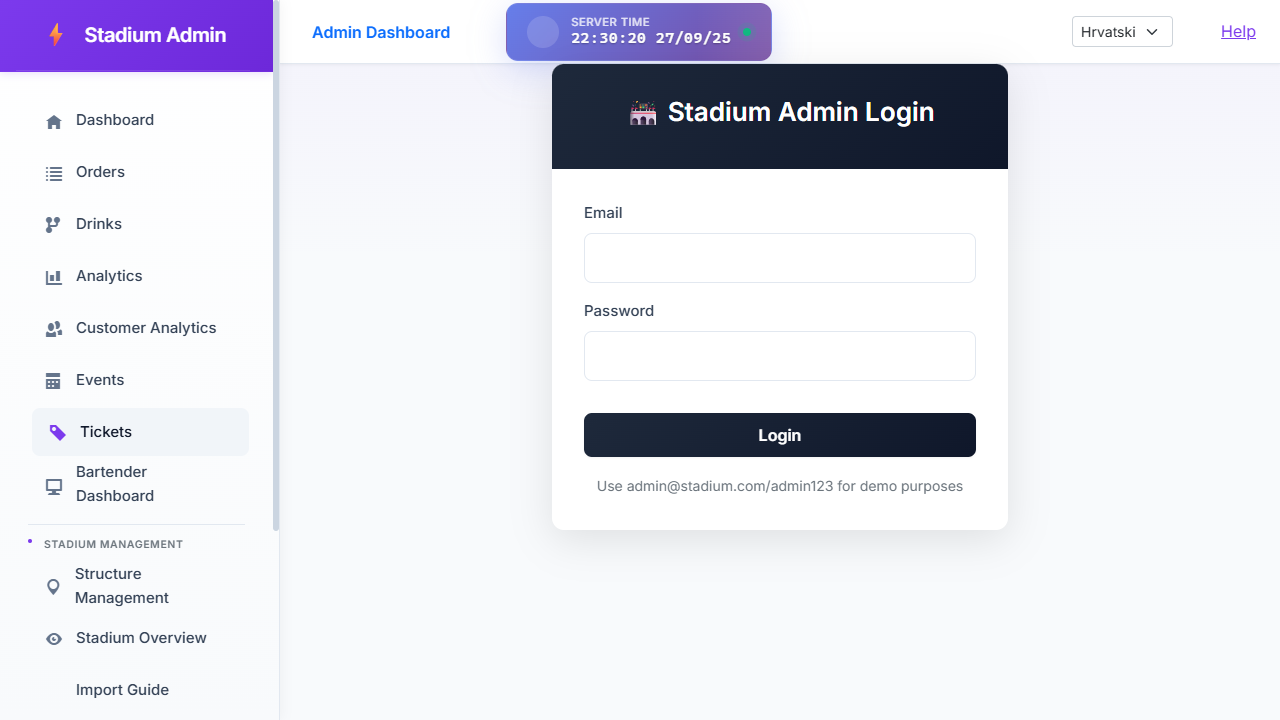 Stadium Admin
Admin Dashboard
SERVER TIME
22:30:20 27/09/25
Hrvatski
Help
Dashboard
Orders
Drinks
Analytics
Customer Analytics
Events
Tickets
Bartender
Dashboard
STADIUM MANAGEMENT
Structure
Management
Stadium Overview
Import Guide
Stadium Admin Login
Email
Password
Login
Use admin@stadium.com/admin123 for demo purposes